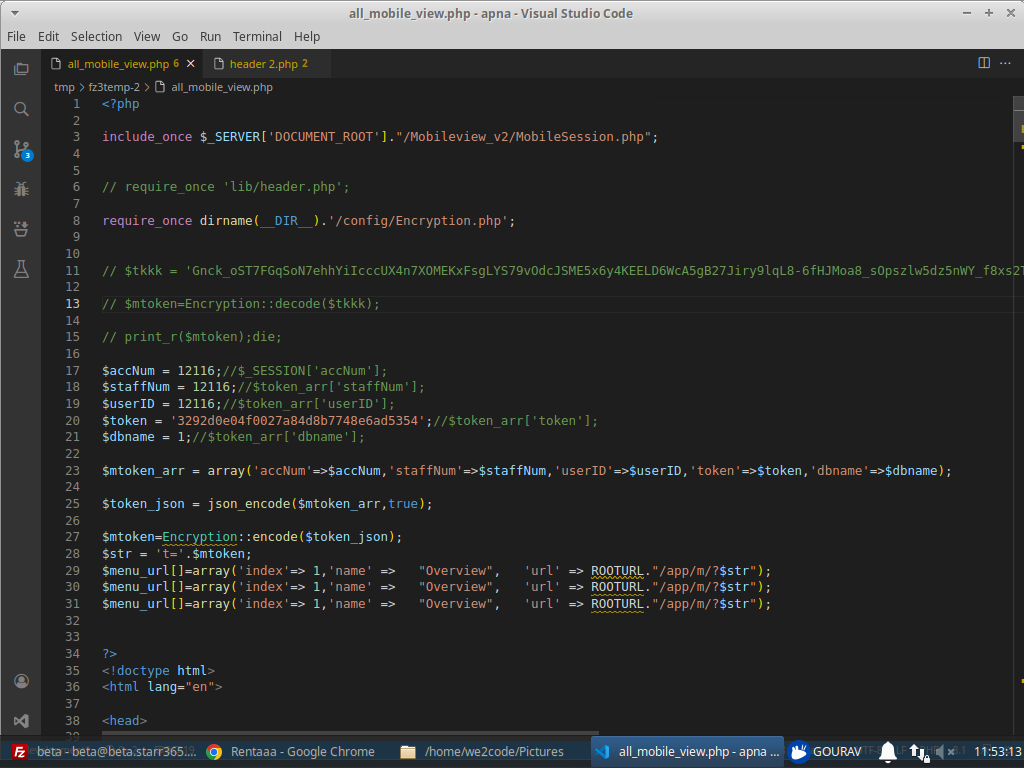 all_mobile_view.php - apna - Visual Studio Code
File Edit Selection View Go Run Terminal Help
all_mobile_view.php 6 header 2.php 2
tmp > fz3temp-2 > all_mobile_view.php
1 <?php
2
3 include_once $_SERVER['DOCUMENT_ROOT']."/Mobileview_v2/MobileSession.php";
4
5
6 // require_once 'lib/header.php';
7
8 require_once dirname(__DIR__).'/config/Encryption.php';
9
10
11 // $tkkk = 'Gnck_oST7FGqSoN7ehhYiIcccUX4n7XOMEKxFsgLYS79vOdcJSME5x6y4KEELD6WcA5gB27Jiry9lqL8-6fHJMoa8_sOpszlw5dz5nWY_f8xs2T
12
13 // $mtoken=Encryption::decode($tkkk);
14
15 // print_r($mtoken);die;
16
17 $accNum = 12116;//$_SESSION['accNum'];
18 $staffNum = 12116;//$token_arr['staffNum'];
19 $userID = 12116;//$token_arr['userID'];
20 $token = '3292d0e04f0027a84d8b7748e6ad5354';//$token_arr['token'];
21 $dbname = 1;//$token_arr['dbname'];
22
23 $mtoken_arr = array('accNum'=>$accNum,'staffNum'=>$staffNum,'userID'=>$userID,'token'=>$token,'dbname'=>$dbname);
24
25 $token_json = json_encode($mtoken_arr,true);
26
27 $mtoken=Encryption::encode($token_json);
28 $str = 't='.$mtoken;
29 $menu_url[]=array('index'=> 1,'name' => "Overview", 'url' => ROOTURL."/app/m/?$str");
30 $menu_url[]=array('index'=> 1,'name' => "Overview", 'url' => ROOTURL."/app/m/?$str");
31 $menu_url[]=array('index'=> 1,'name' => "Overview", 'url' => ROOTURL."/app/m/?$str");
32
33
34 ?>
35 <!doctype html>
36 <html lang="en">
37
38 <head>
39
3
beta - beta@beta.starr365.... Rentaaa - Google Chrome /home/we2code/Pictures all_mobile_view.php - apna ... GOURAV 11:53:13